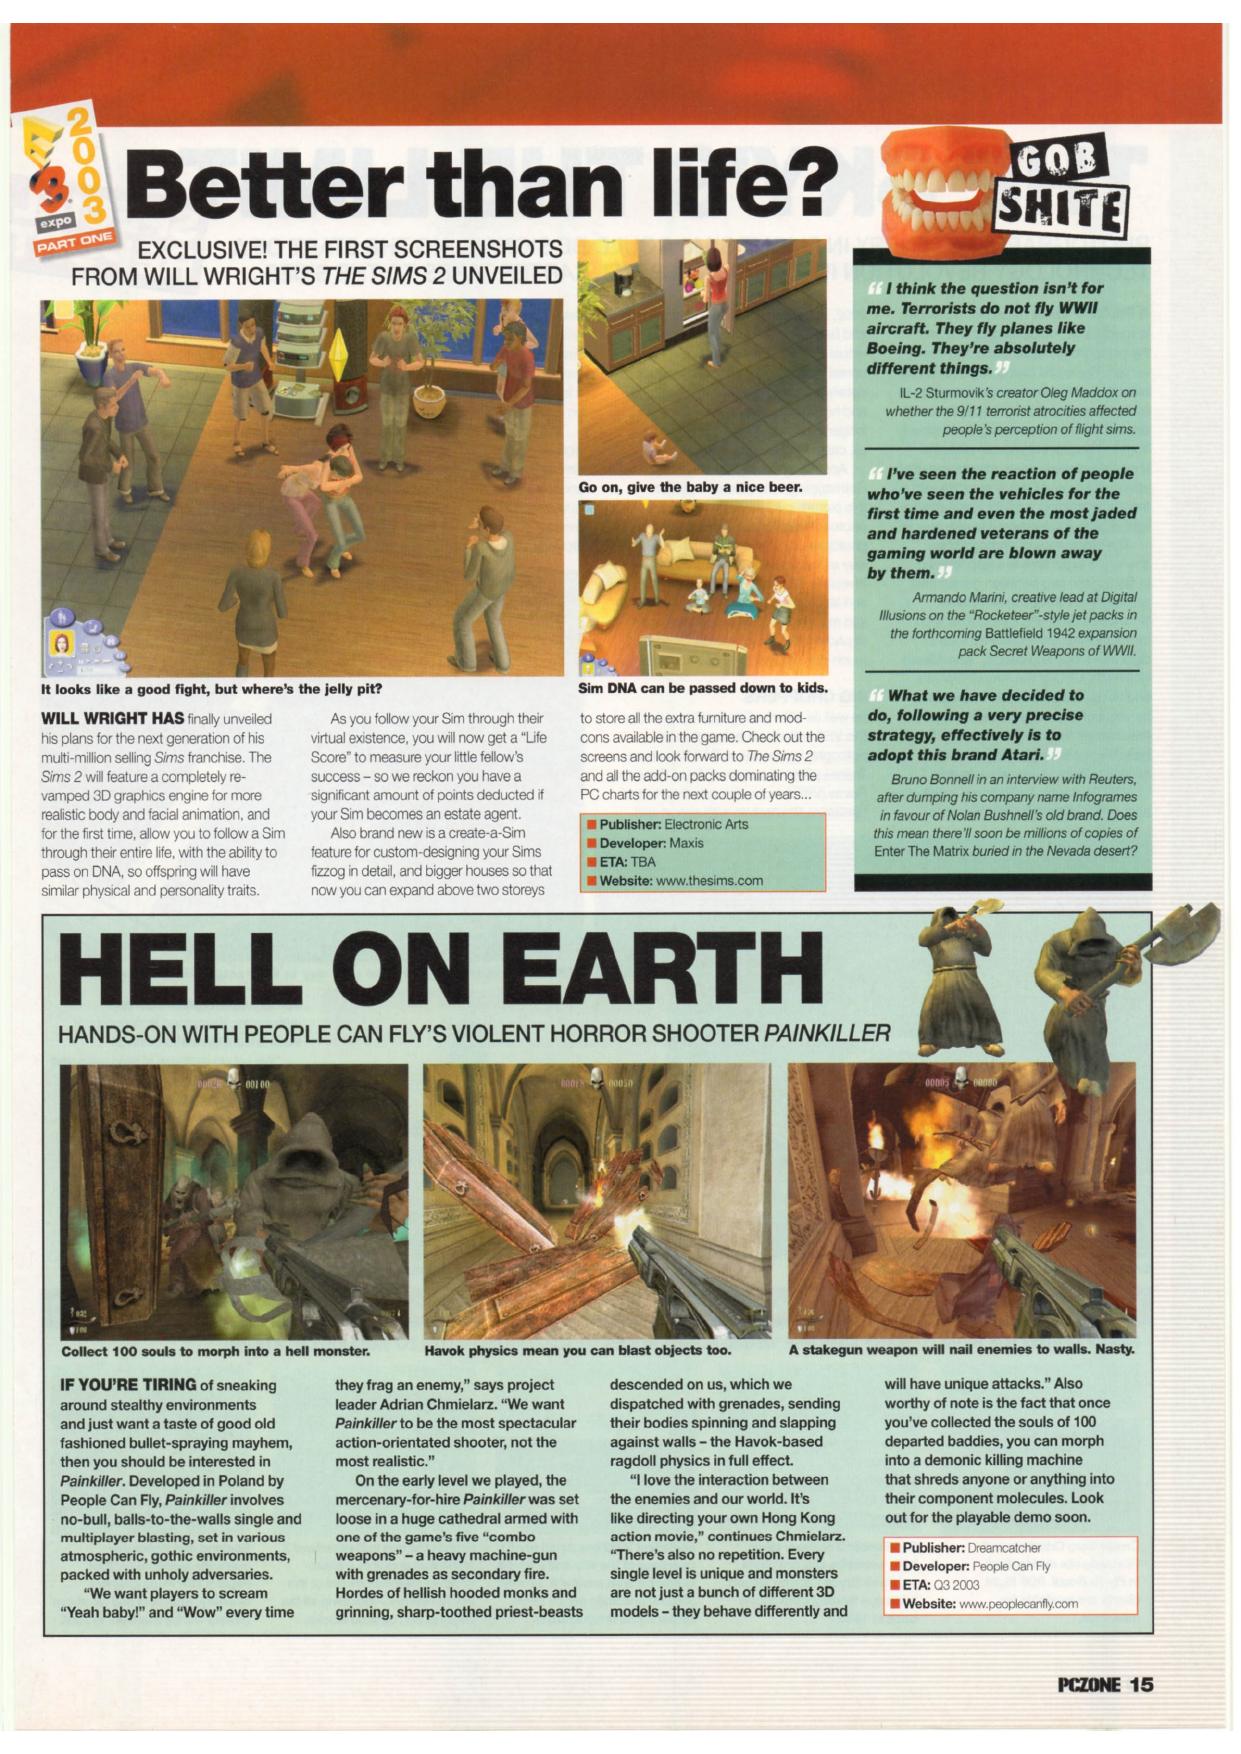 E3
expo
2003
PART ONE
Better than life?
EXCLUSIVE! THE FIRST SCREENSHOTS
FROM WILL WRIGHT'S THE SIMS 2 UNVEILED
It looks like a good fight, but where's the jelly pit?
Go on, give the baby a nice beer.
Sim DNA can be passed down to kids.
WILL WRIGHT HAS finally unveiled
his plans for the next generation of his
multi-million selling Sims franchise. The
Sims 2 will feature a completely re-
vamped 3D graphics engine for more
realistic body and facial animation, and
for the first time, allow you to follow a Sim
through their entire life, with the ability to
pass on DNA, so offspring will have
similar physical and personality traits.
As you follow your Sim through their
virtual existence, you will now get a "Life
Score" to measure your little fellow's
success – so we reckon you have a
significant amount of points deducted if
your Sim becomes an estate agent.
Also brand new is a create-a-Sim
feature for custom-designing your Sims
fizzog in detail, and bigger houses so that
now you can expand above two storeys
to store all the extra furniture and mod-
cons available in the game. Check out the
screens and look forward to The Sims 2
and all the add-on packs dominating the
PC charts for the next couple of years...
Publisher: Electronic Arts
Developer: Maxis
ETA: TBA
Website: www.thesims.com
GOB
SHITE
"I think the question isn't for
me. Terrorists do not fly WWII
aircraft. They fly planes like
Boeing. They're absolutely
different things."
IL-2 Sturmovik's creator Oleg Maddox on
whether the 9/11 terrorist atrocities affected
people's perception of flight sims.
"I've seen the reaction of people
who've seen the vehicles for the
first time and even the most jaded
and hardened veterans of the
gaming world are blown away
by them."
Armando Marini, creative lead at Digital
Illusions on the "Rocketeer"-style jet packs in
the forthcoming Battlefield 1942 expansion
pack Secret Weapons of WWII.
"What we have decided to
do, following a very precise
strategy, effectively is to
adopt this brand Atari."
Bruno Bonnell in an interview with Reuters,
after dumping his company name Infogrames
in favour of Nolan Bushnell's old brand. Does
this mean there'll soon be millions of copies of
Enter The Matrix buried in the Nevada desert?
HELL ON EARTH
HANDS-ON WITH PEOPLE CAN FLY'S VIOLENT HORROR SHOOTER PAINKILLER
Collect 100 souls to morph into a hell monster.
Havok physics mean you can blast objects too.
A stakegun weapon will nail enemies to walls. Nasty.
IF YOU'RE TIRING of sneaking
around stealthy environments
and just want a taste of good old
fashioned bullet-spraying mayhem,
then you should be interested in
Painkiller. Developed in Poland by
People Can Fly, Painkiller involves
no-bull, balls-to-the-walls single and
multiplayer blasting, set in various
atmospheric, gothic environments,
packed with unholy adversaries.
"We want players to scream
"Yeah baby!" and "Wow" every time
they frag an enemy," says project
leader Adrian Chmielarz. "We want
Painkiller to be the most spectacular
action-orientated shooter, not the
most realistic."
On the early level we played, the
mercenary-for-hire Painkiller was set
loose in a huge cathedral armed with
one of the game's five "combo
weapons" – a heavy machine-gun
with grenades as secondary fire.
Hordes of hellish hooded monks and
grinning, sharp-toothed priest-beasts
descended on us, which we
dispatched with grenades, sending
their bodies spinning and slapping
against walls – the Havok-based
ragdoll physics in full effect.
"I love the interaction between
the enemies and our world. It's
like directing your own Hong Kong
action movie," continues Chmielarz.
"There's also no repetition. Every
single level is unique and monsters
are not just a bunch of different 3D
models – they behave differently and
will have unique attacks." Also
worthy of note is the fact that once
you've collected the souls of 100
departed baddies, you can morph
into a demonic killing machine
that shreds anyone or anything into
their component molecules. Look
out for the playable demo soon.
Publisher: Dreamcatcher
Developer: People Can Fly
ETA: Q3 2003
Website: www.peoplecanfly.com
PCZONE 15